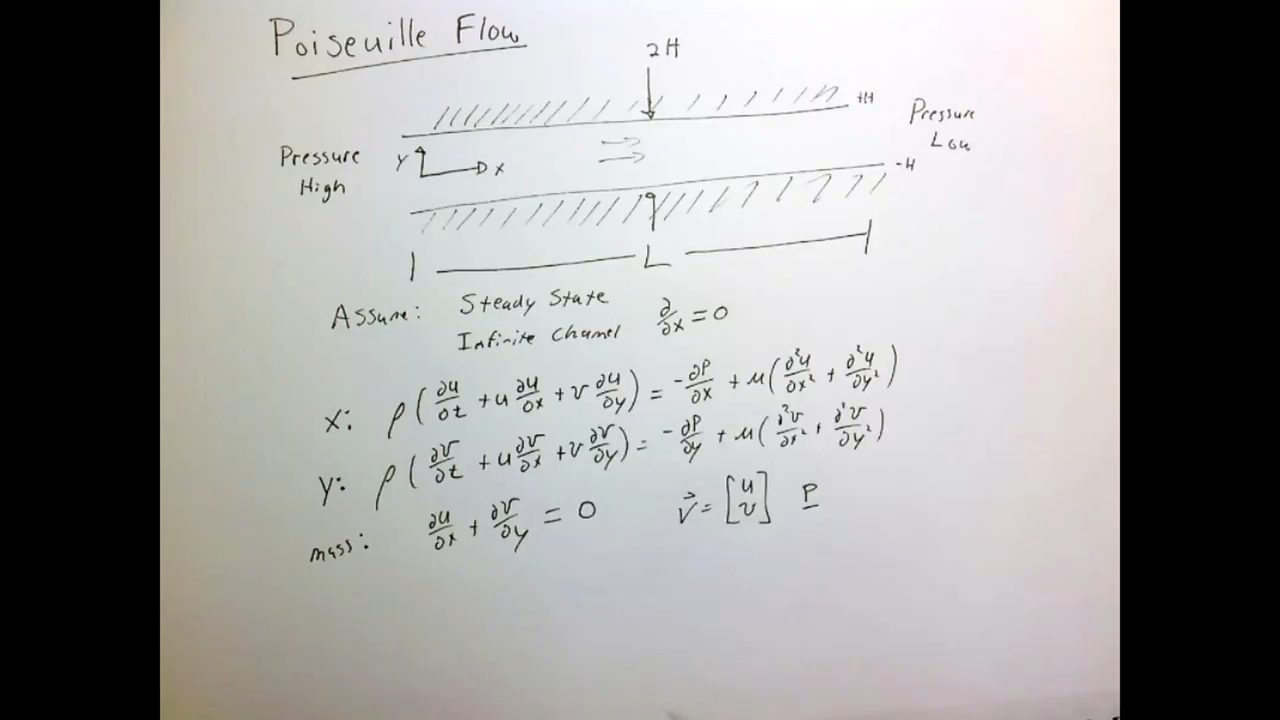 Poiseuille Flow
2H
+H
Pressure High
Y
x
Pressure Low
-H
L
Assume: Steady State
Infinite Channel ∂/∂x = 0
x: ρ(∂u/∂t + u ∂u/∂x + v ∂u/∂y) = -∂P/∂x + μ(∂²u/∂x² + ∂²u/∂y²)
y: ρ(∂v/∂t + u ∂v/∂x + v ∂v/∂y) = -∂P/∂y + μ(∂²v/∂x² + ∂²v/∂y²)
mass: ∂u/∂x + ∂v/∂y = 0 V⃗ = [u v] P